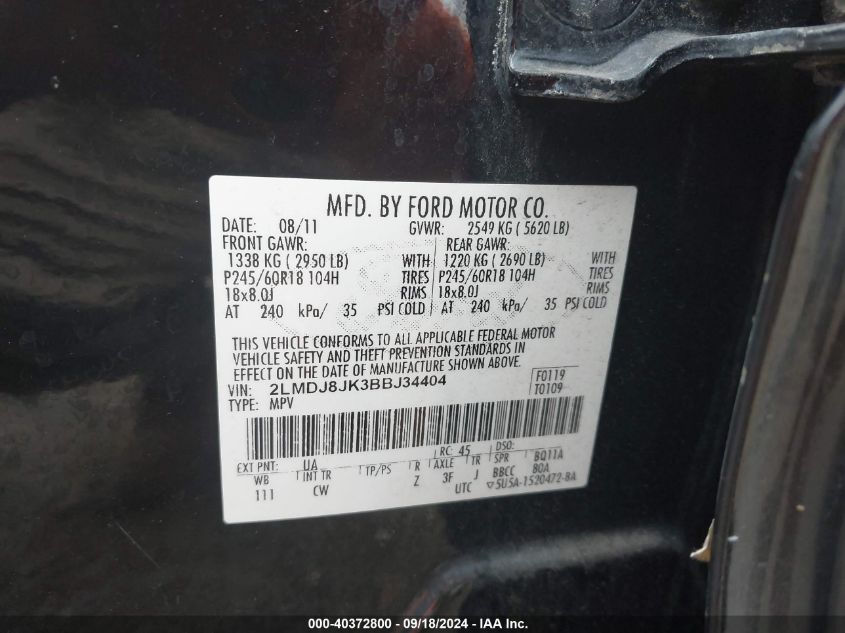 MFD. BY FORD MOTOR CO.
DATE: 08/11 GVWR: 2549 KG ( 5620 LB)
FRONT GAWR: REAR GAWR:
1338 KG ( 2950 LB) WITH 1220 KG ( 2690 LB) WITH
P245/60R18 104H TIRES P245/60R18 104H TIRES
18x8.0J RIMS 18x8.0J RIMS
AT 240 kPa/ 35 PSI COLD AT 240 kPa/ 35 PSI COLD
THIS VEHICLE CONFORMS TO ALL APPLICABLE FEDERAL MOTOR
VEHICLE SAFETY AND THEFT PREVENTION STANDARDS IN
EFFECT ON THE DATE OF MANUFACTURE SHOWN ABOVE.
VIN: 2LMDJ8JK3BBJ34404 F0119
TYPE: MPV T0109
EXT PNT: UA RC: 45 DSO:
WB INT TR TP/PS R AXLE TR SPR BQ11A
111 CW Z 3F J BBCC BOA
UTC ▽5U5A-1520472-BA
000-40372800 - 09/18/2024 - IAA Inc.